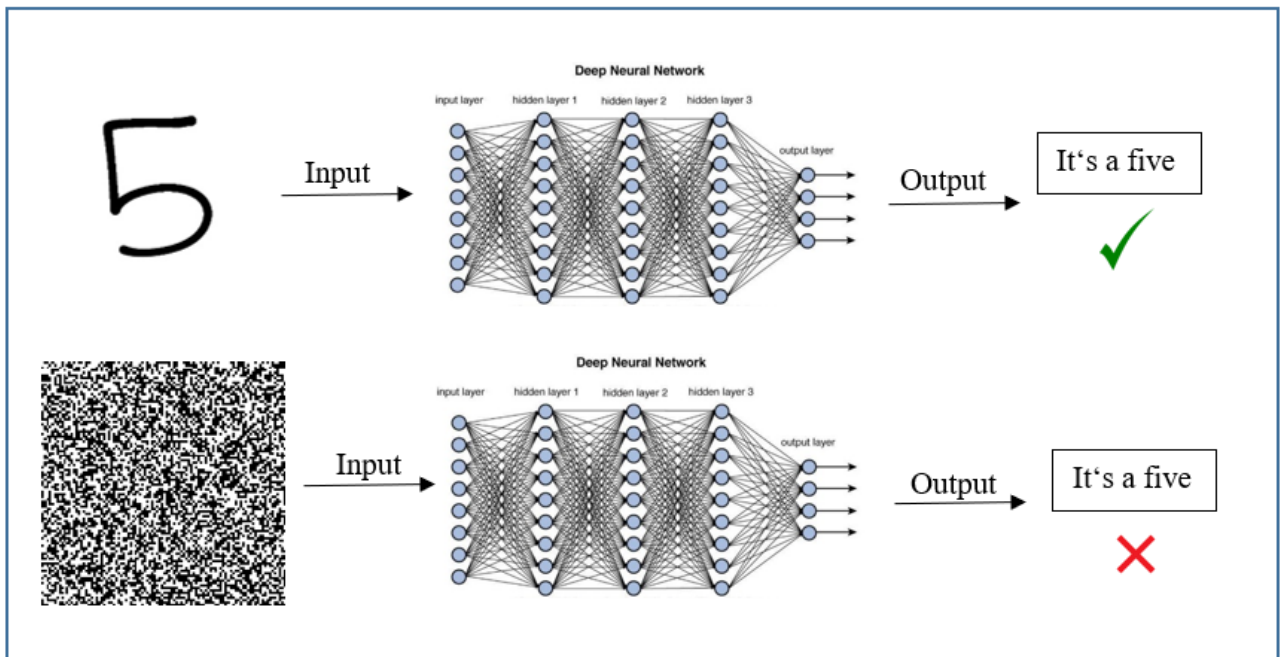 Deep Neural Network
input layer hidden layer 1 hidden layer 2 hidden layer 3
output layer
5
Input
Output
It‘s a five
Deep Neural Network
input layer hidden layer 1 hidden layer 2 hidden layer 3
output layer
Input
Output
It‘s a five